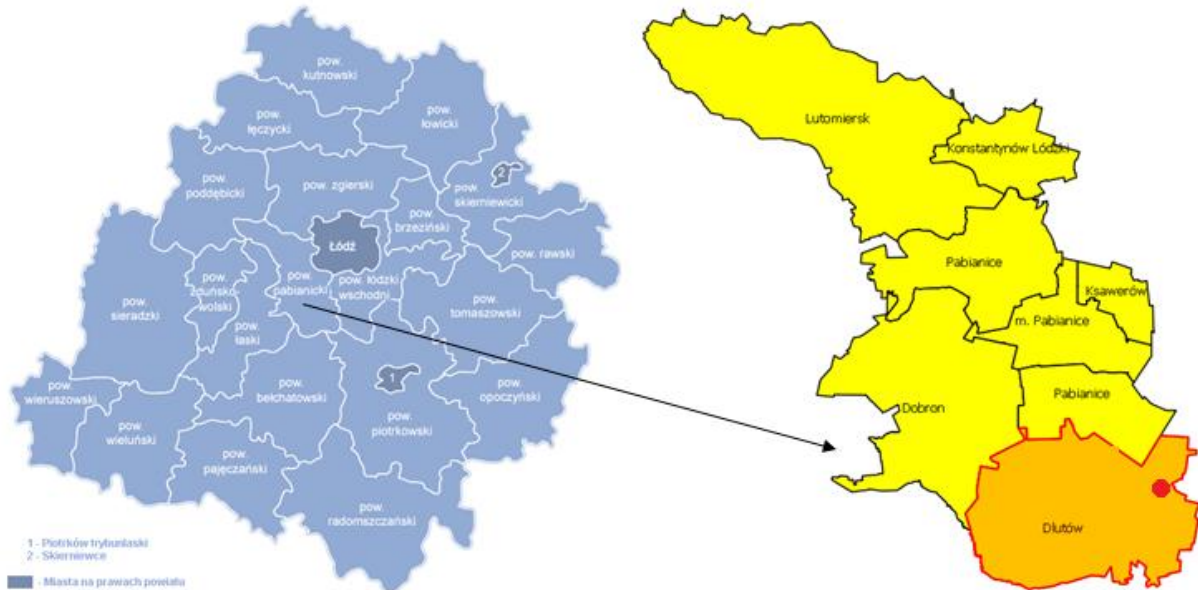 pow.
kutnowski
pow.
łęczycki
pow.
łowicki
pow.
poddębicki
pow. zgierski
2
pow.
skierniewicki
pow.
brzeziński
Łódź
pow. rawski
pow.
zduńsko-
wolski
pow.
pabianicki
pow. łódzki
wschodni
pow.
sieradzki
pow.
tomaszowski
pow.
łaski
pow.
wieruszowski
pow.
bełchatowski
1
pow.
opoczyński
pow.
piotrkowski
pow.
wieluński
pow.
pajęczański
pow.
radomszczański
1 - Piotrków trybunlaski
2 - Skierniewce
- Miasta na prawach powiatu
Lutomiersk
Konstantynów Łódzki
Pabianice
Ksawerów
m. Pabianice
Pabianice
Dobron
Dłutów